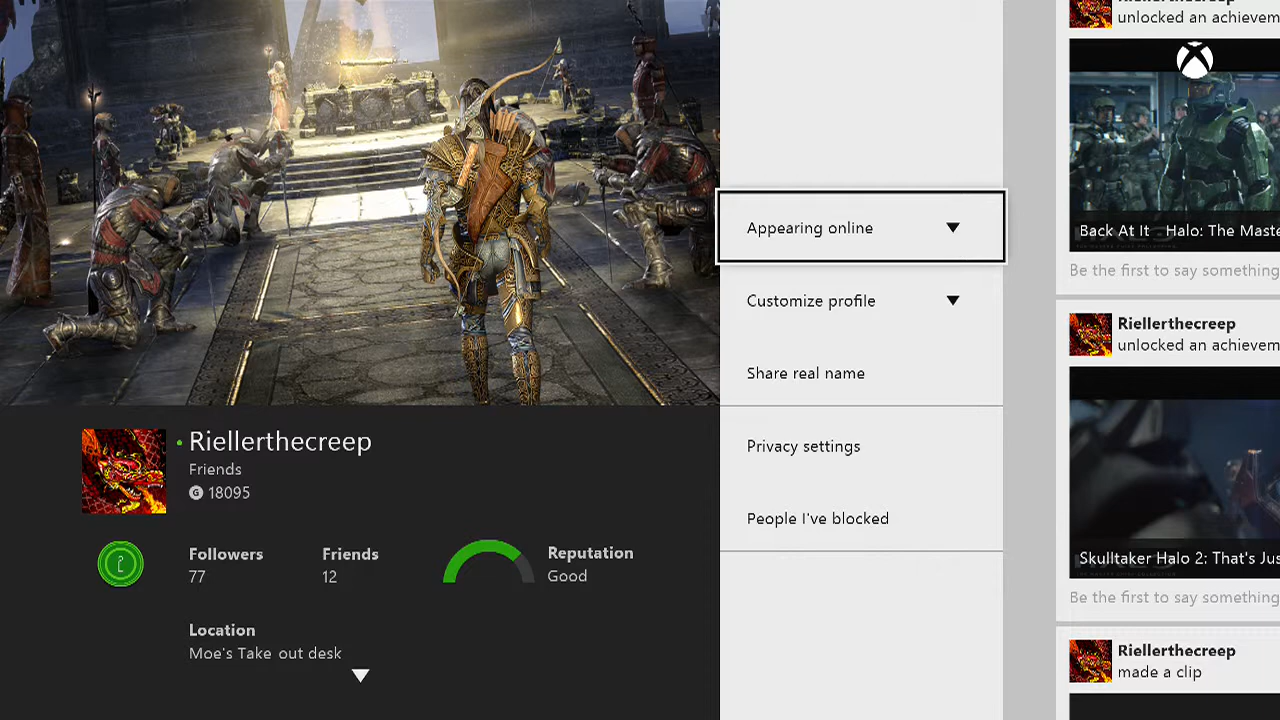 Riellerthecreep
Friends
G 18095
2
Followers
77
Friends
12
Reputation
Good
Location
Moe's Take out desk
Appearing online
Customize profile
Share real name
Privacy settings
People I've blocked
unlocked an achievem
Back At It
Halo: The Maste
Be the first to say something
Riellerthecreep
unlocked an achievem
Skulltaker Halo 2: That's Jus
Be the first to say something
Riellerthecreep
made a clip